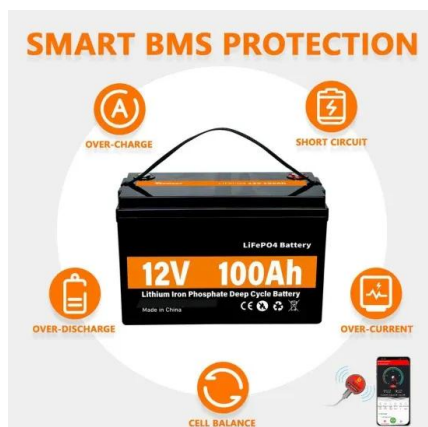 SMART BMS PROTECTION
A
OVER-CHARGE
SHORT CIRCUIT
LiFePO4 Battery
12V 100Ah
Lithium Iron Phosphate Deep Cycle Battery
Made in China
CE
OVER-DISCHARGE
OVER-CURRENT
CELL BALANCE